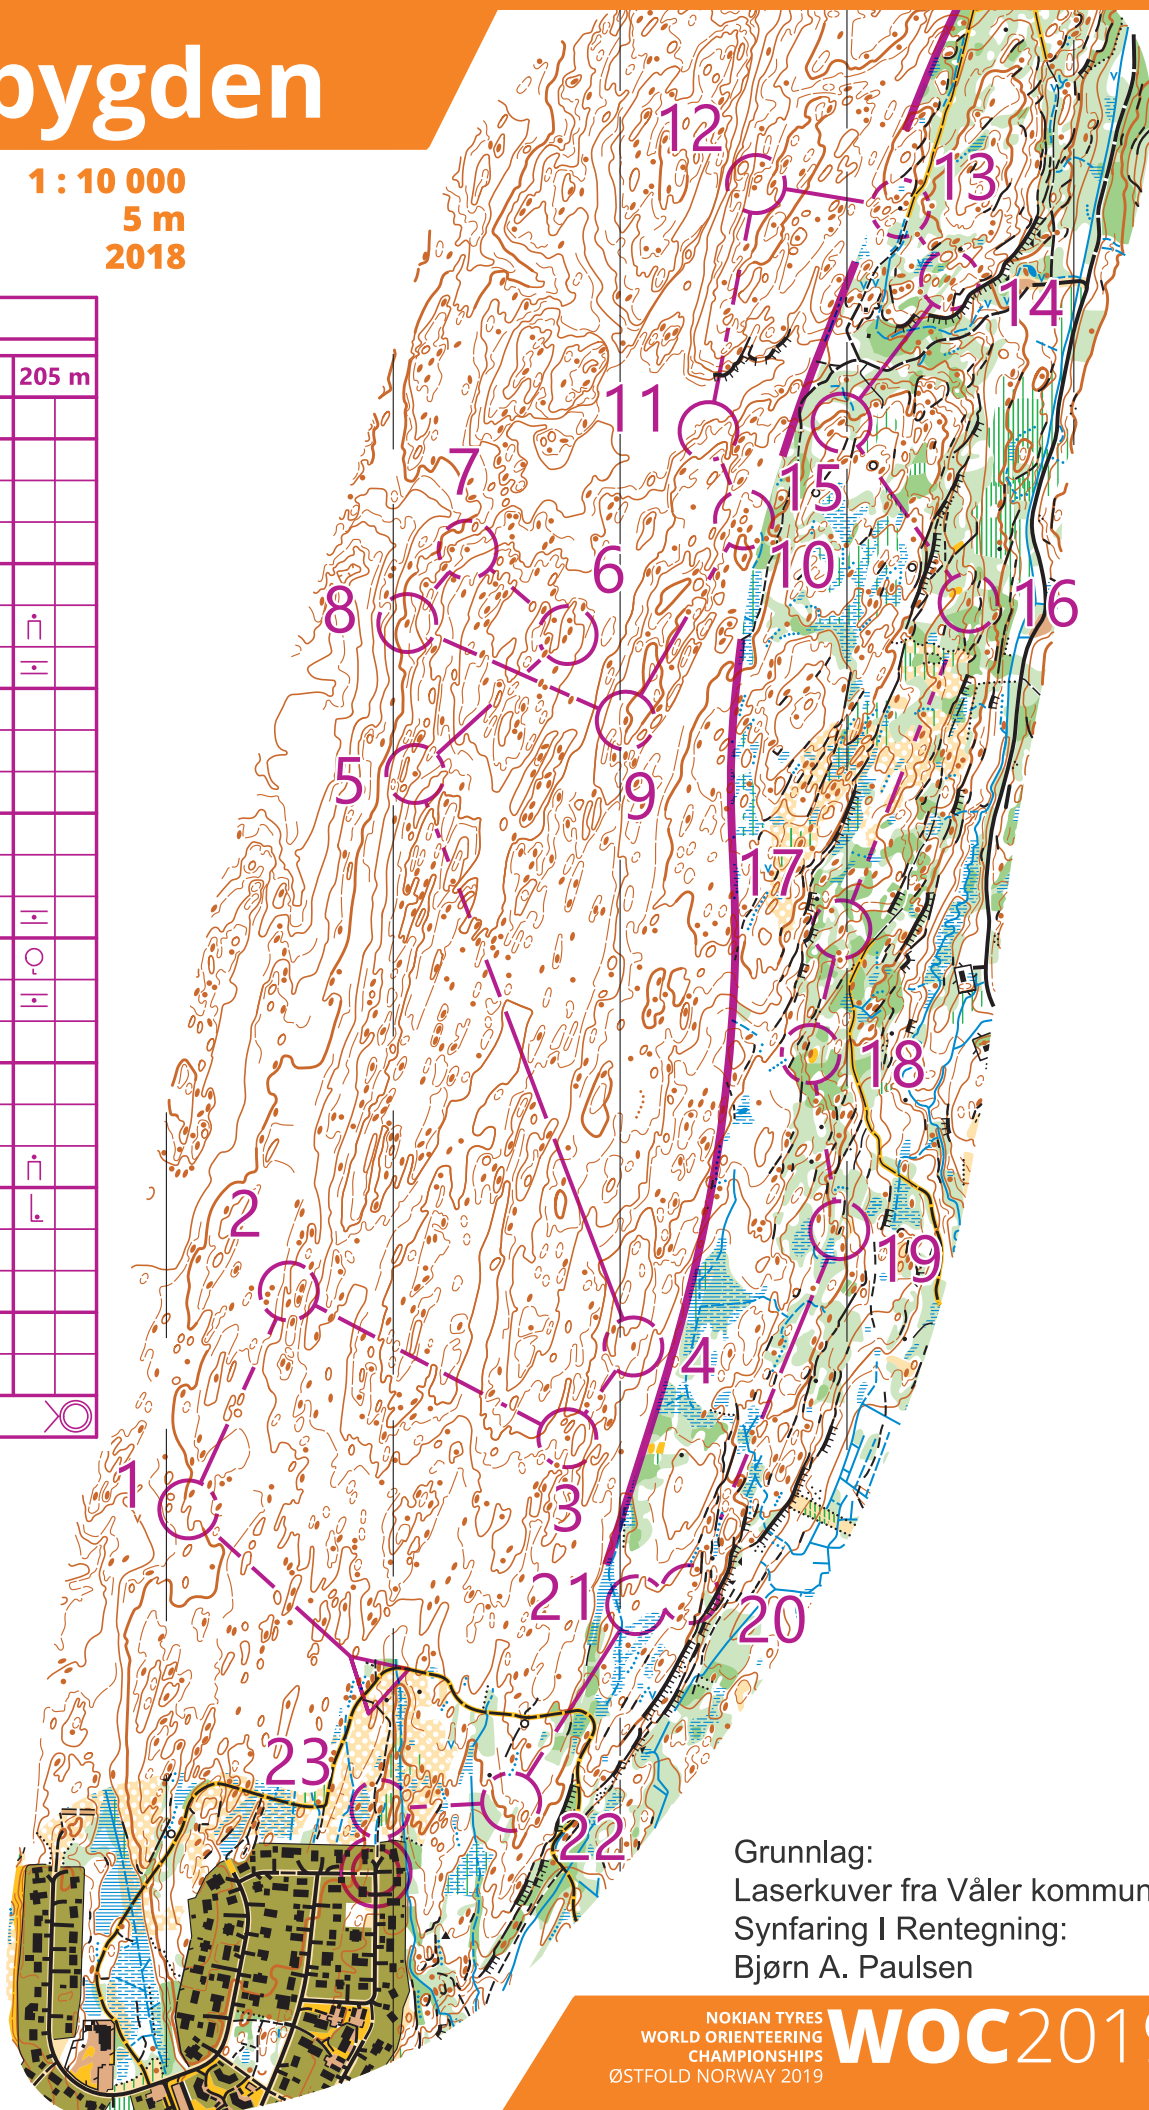 bygden
1 : 10 000
5 m
2018
205 m
12
13
14
11
7
15
6
10
8
16
5
9
17
18
2
19
4
1
3
21
20
23
22
Grunnlag:
Laserkuver fra Våler kommun
Synfaring I Rentegning:
Bjørn A. Paulsen
NOKIAN TYRES
WORLD ORIENTEERING
CHAMPIONSHIPS
ØSTFOLD NORWAY 2019
WOC2019